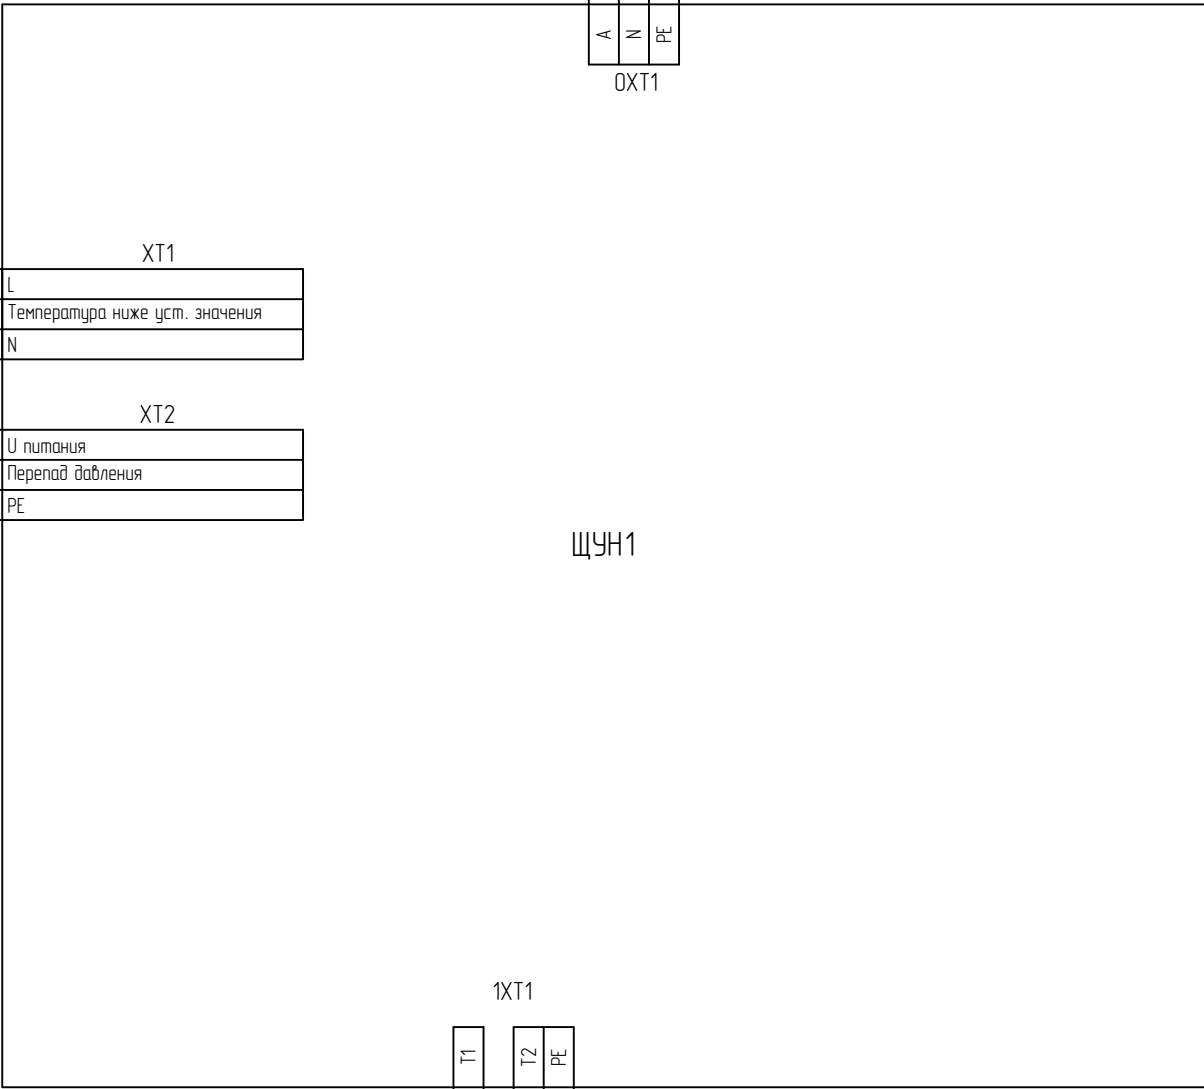 A N PE
0XT1
XT1
L
Температура ниже уст. значения
N
XT2
U питания
Перепад давления
PE
ЩУН1
1XT1
T1 T2 PE